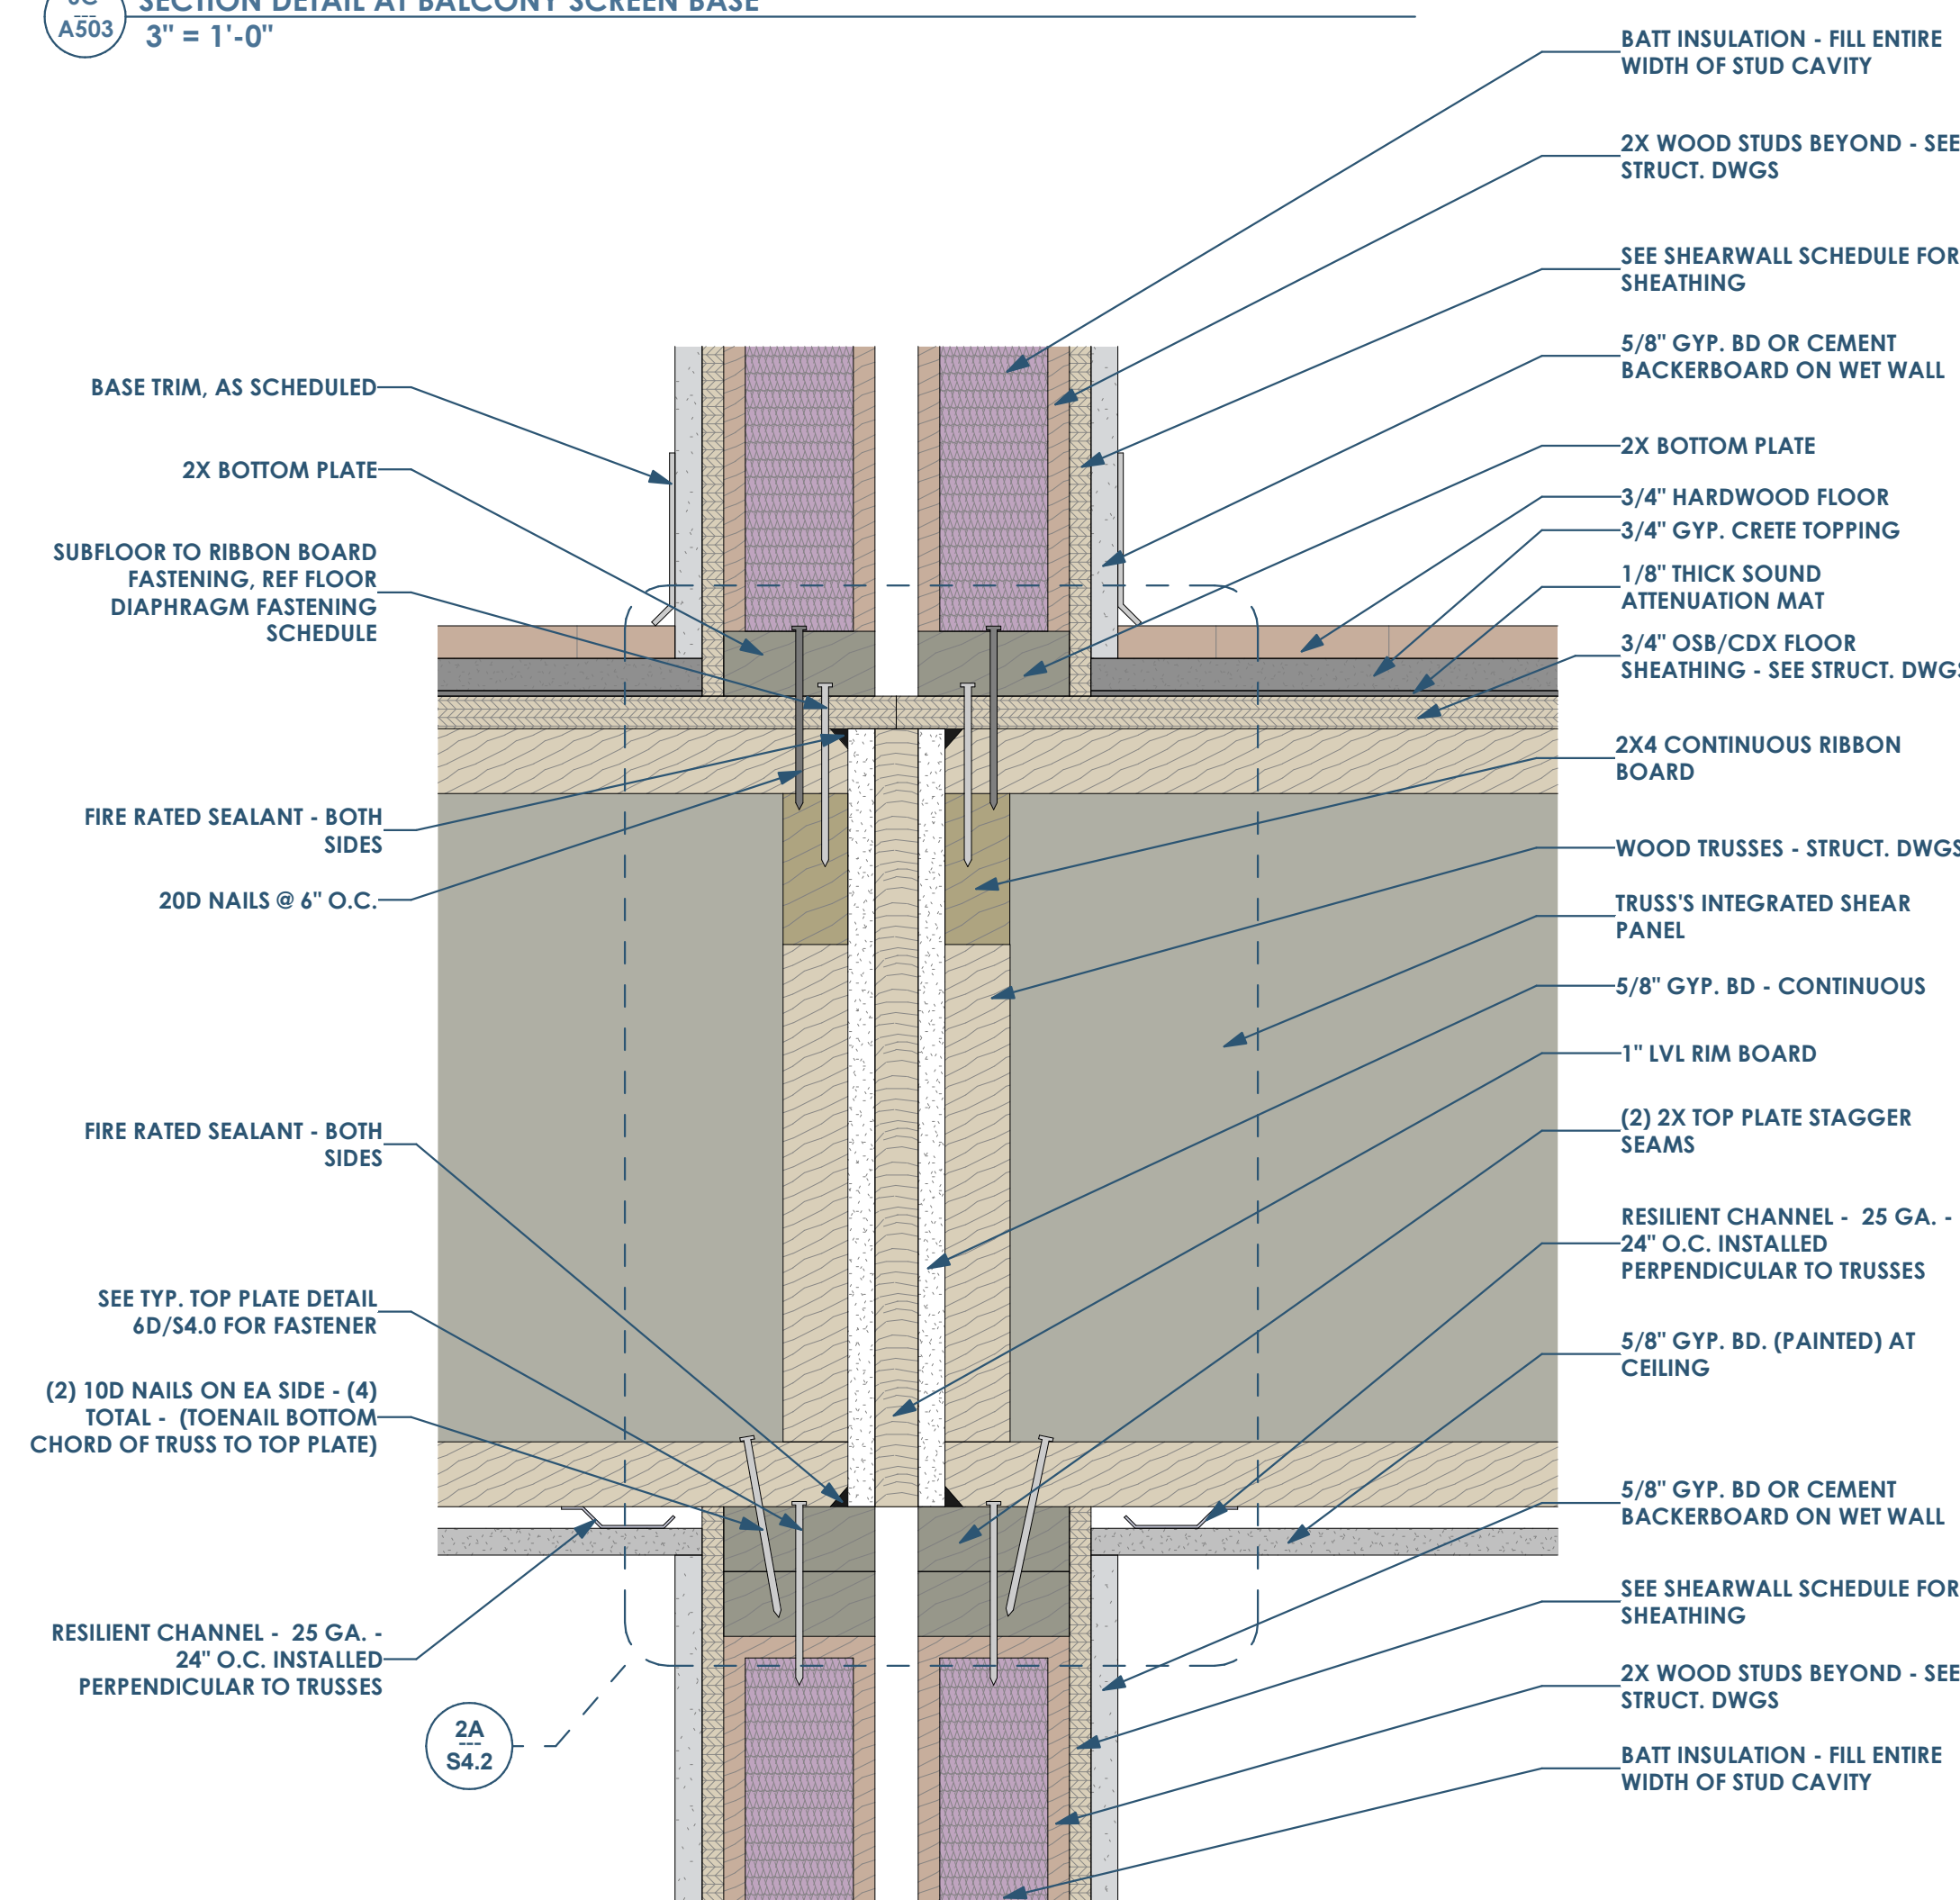 A503
SECTION DETAIL AT BALCONY SCREEN BASE
3" = 1'-0"
BASE TRIM, AS SCHEDULED
2X BOTTOM PLATE
SUBFLOOR TO RIBBON BOARD
FASTENING, REF FLOOR
DIAPHRAGM FASTENING
SCHEDULE
FIRE RATED SEALANT - BOTH
SIDES
20D NAILS @ 6" O.C.
FIRE RATED SEALANT - BOTH
SIDES
SEE TYP. TOP PLATE DETAIL
6D/S4.0 FOR FASTENER
(2) 10D NAILS ON EA SIDE - (4)
TOTAL - (TOENAIL BOTTOM
CHORD OF TRUSS TO TOP PLATE)
RESILIENT CHANNEL - 25 GA. -
24" O.C. INSTALLED
PERPENDICULAR TO TRUSSES
2A
---
S4.2
BATT INSULATION - FILL ENTIRE
WIDTH OF STUD CAVITY
2X WOOD STUDS BEYOND - SEE
STRUCT. DWGS
SEE SHEARWALL SCHEDULE FOR
SHEATHING
5/8" GYP. BD OR CEMENT
BACKERBOARD ON WET WALL
2X BOTTOM PLATE
3/4" HARDWOOD FLOOR
3/4" GYP. CRETE TOPPING
1/8" THICK SOUND
ATTENUATION MAT
3/4" OSB/CDX FLOOR
SHEATHING - SEE STRUCT. DWGS
2X4 CONTINUOUS RIBBON
BOARD
WOOD TRUSSES - STRUCT. DWGS
TRUSS'S INTEGRATED SHEAR
PANEL
5/8" GYP. BD - CONTINUOUS
1" LVL RIM BOARD
(2) 2X TOP PLATE STAGGER
SEAMS
RESILIENT CHANNEL - 25 GA. -
24" O.C. INSTALLED
PERPENDICULAR TO TRUSSES
5/8" GYP. BD. (PAINTED) AT
CEILING
5/8" GYP. BD OR CEMENT
BACKERBOARD ON WET WALL
SEE SHEARWALL SCHEDULE FOR
SHEATHING
2X WOOD STUDS BEYOND - SEE
STRUCT. DWGS
BATT INSULATION - FILL ENTIRE
WIDTH OF STUD CAVITY